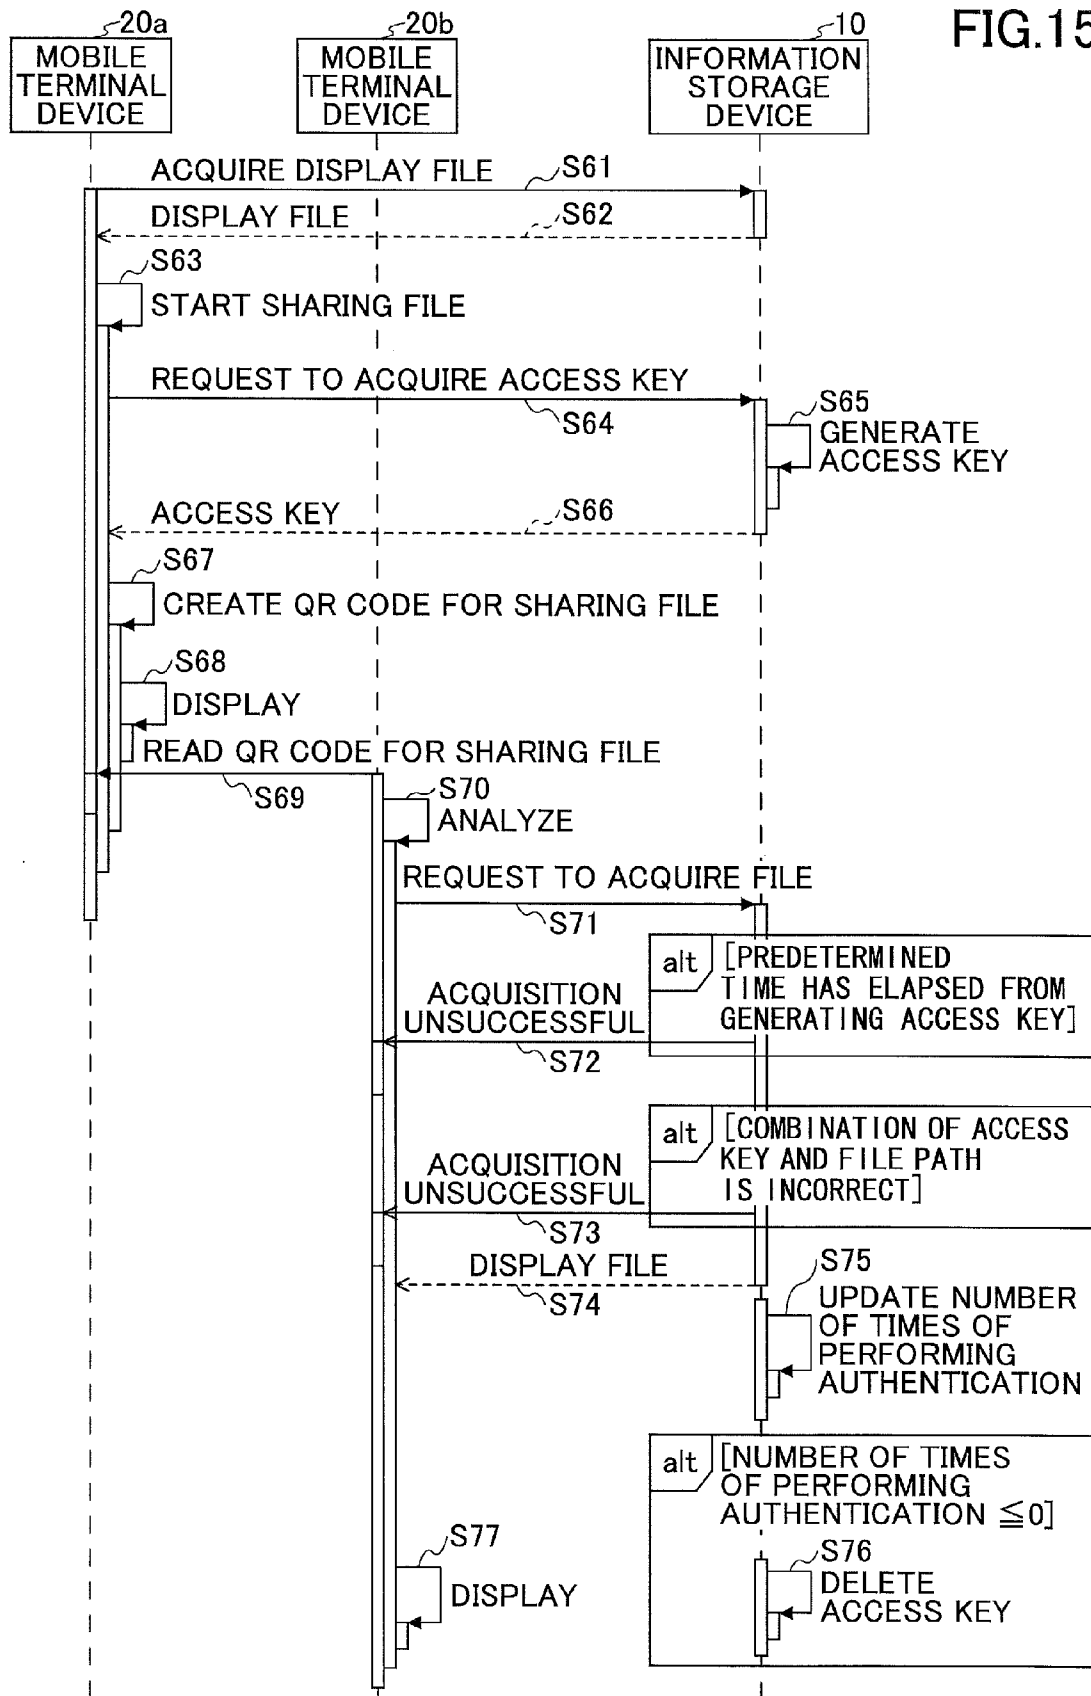 FIG.15
20a
20b
10
MOBILE
TERMINAL
DEVICE
MOBILE
TERMINAL
DEVICE
INFORMATION
STORAGE
DEVICE
ACQUIRE DISPLAY FILE
S61
DISPLAY FILE
S62
S63
START SHARING FILE
REQUEST TO ACQUIRE ACCESS KEY
S64
S65
GENERATE
ACCESS KEY
ACCESS KEY
S66
S67
CREATE QR CODE FOR SHARING FILE
S68
DISPLAY
READ QR CODE FOR SHARING FILE
S69
S70
ANALYZE
REQUEST TO ACQUIRE FILE
S71
alt
[PREDETERMINED
TIME HAS ELAPSED FROM
GENERATING ACCESS KEY]
ACQUISITION
UNSUCCESSFUL
S72
alt
[COMBINATION OF ACCESS
KEY AND FILE PATH
IS INCORRECT]
ACQUISITION
UNSUCCESSFUL
S73
DISPLAY FILE
S74
S75
UPDATE NUMBER
OF TIMES OF
PERFORMING
AUTHENTICATION
alt
[NUMBER OF TIMES
OF PERFORMING
AUTHENTICATION ≦0]
S76
DELETE
ACCESS KEY
S77
DISPLAY